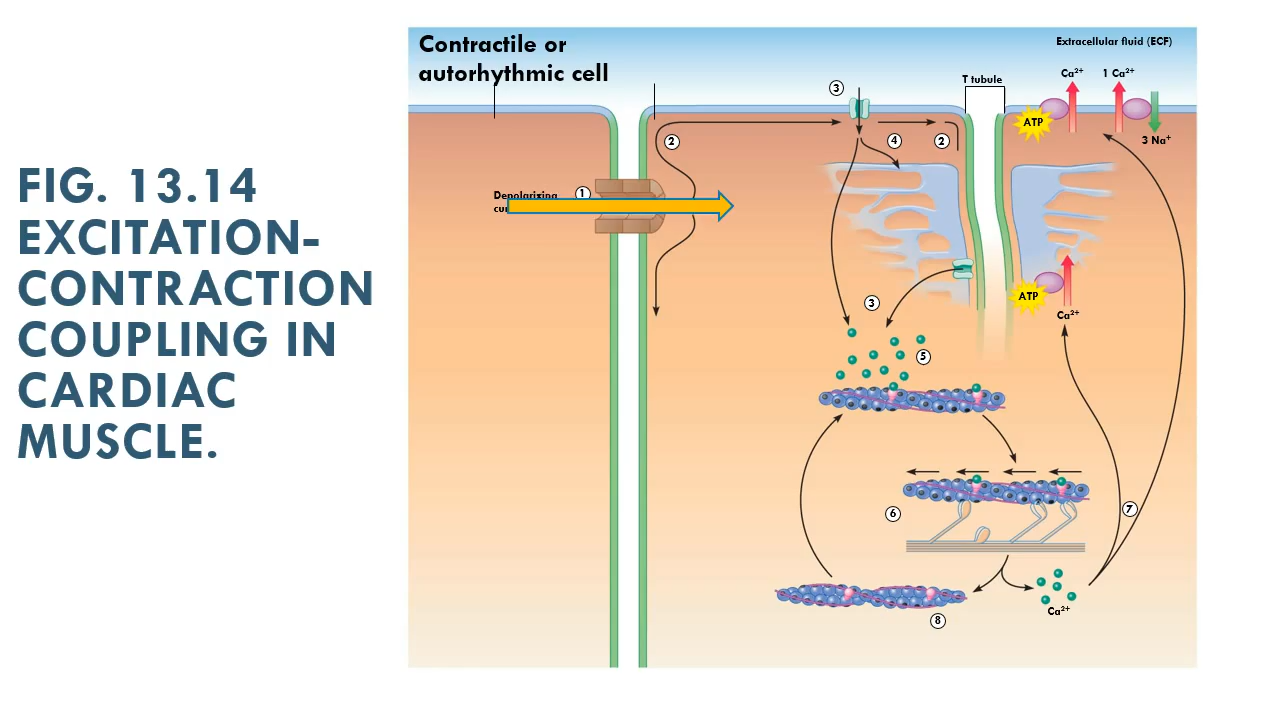 FIG. 13.14
EXCITATION-
CONTRACTION
COUPLING IN
CARDIAC
MUSCLE.
Contractile or
autorhythmic cell
Extracellular fluid (ECF)
T tubule
Ca²⁺
1 Ca²⁺
3
ATP
3 Na⁺
2
4
2
1
Depolarizing
3
ATP
Ca²⁺
5
6
7
Ca²⁺
8